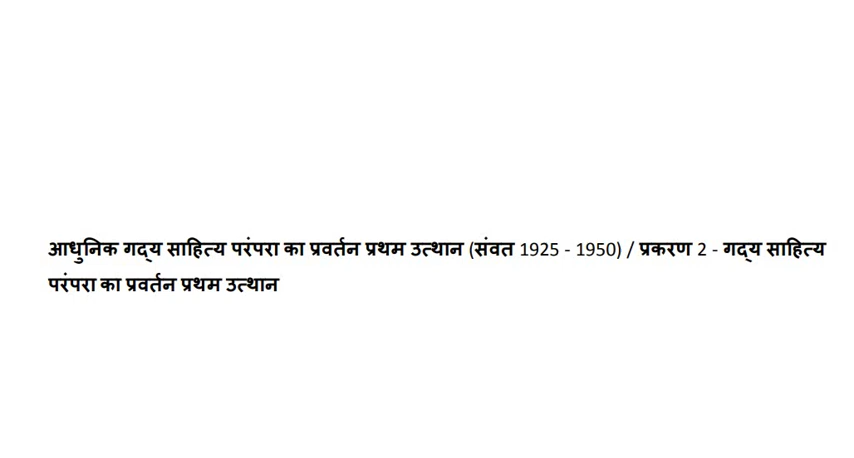 आधुनिक गद्‌य साहित्य परंपरा का प्रवर्तन प्रथम उत्थान (संवत 1925 - 1950) / प्रकरण 2 - गद्‌य साहित्य
परंपरा का प्रवर्तन प्रथम उत्थान